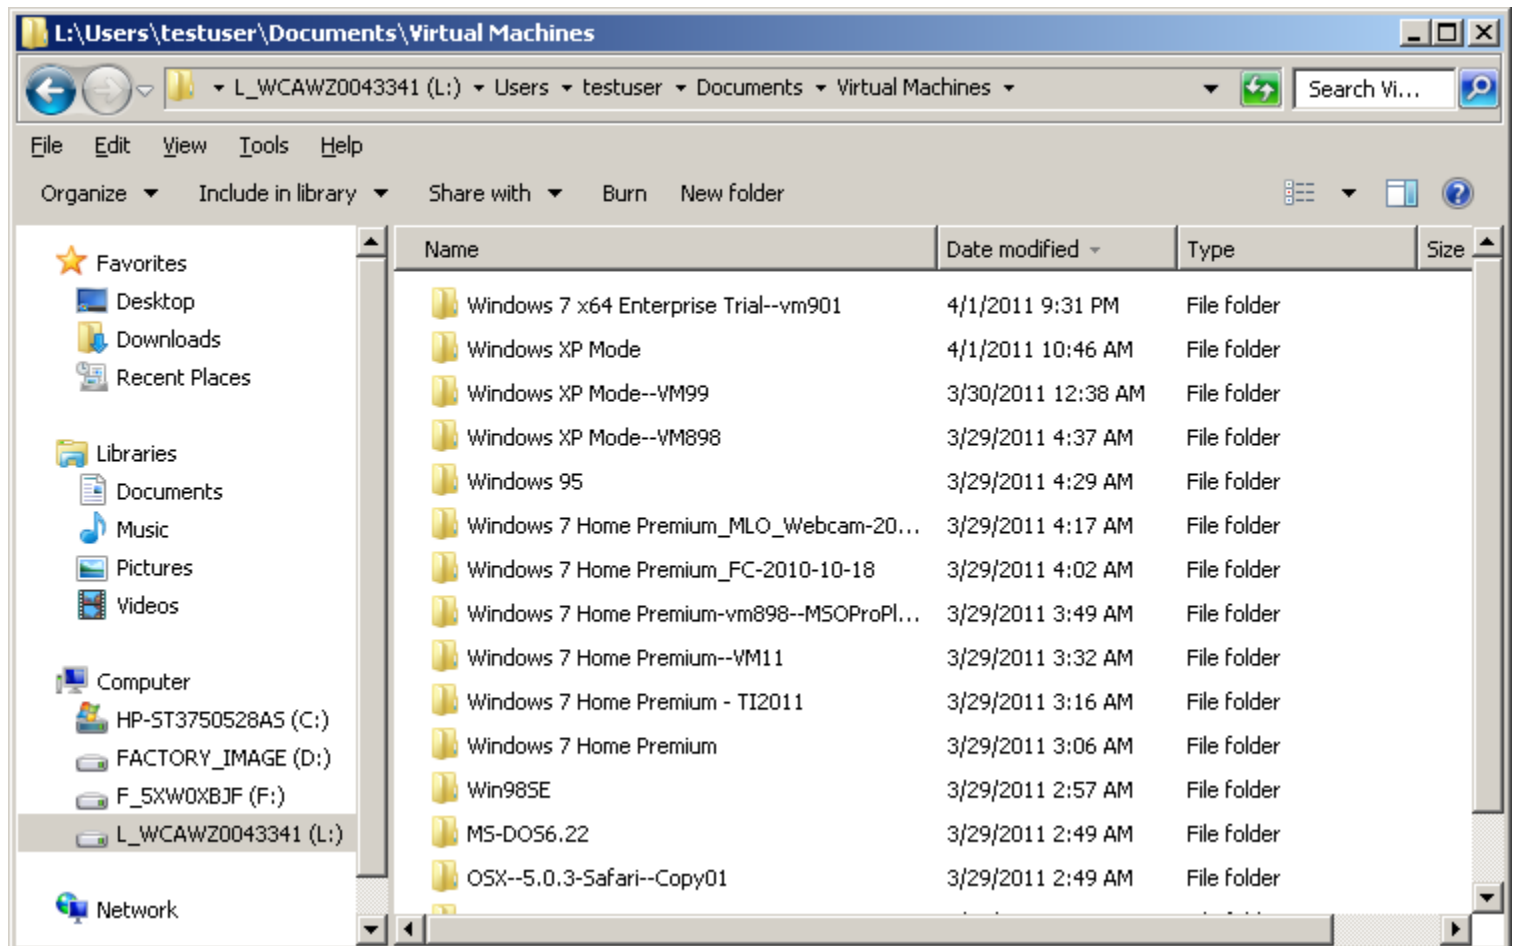 L:\Users\testuser\Documents\Virtual Machines
L_WCAWZ0043341 (L:) Users testuser Documents Virtual Machines Search Vi...
File Edit View Tools Help
Organize Include in library Share with Burn New folder
Favorites
Desktop
Downloads
Recent Places
Libraries
Documents
Music
Pictures
Videos
Computer
HP-ST3750528AS (C:)
FACTORY_IMAGE (D:)
F_5XW0XBJF (F:)
L_WCAWZ0043341 (L:)
Network
Name Date modified Type Size
Windows 7 x64 Enterprise Trial--vm901 4/1/2011 9:31 PM File folder
Windows XP Mode 4/1/2011 10:46 AM File folder
Windows XP Mode--VM99 3/30/2011 12:38 AM File folder
Windows XP Mode--VM898 3/29/2011 4:37 AM File folder
Windows 95 3/29/2011 4:29 AM File folder
Windows 7 Home Premium_MLO_Webcam-20... 3/29/2011 4:17 AM File folder
Windows 7 Home Premium_FC-2010-10-18 3/29/2011 4:02 AM File folder
Windows 7 Home Premium-vm898--MSOProPl... 3/29/2011 3:49 AM File folder
Windows 7 Home Premium--VM11 3/29/2011 3:32 AM File folder
Windows 7 Home Premium - TI2011 3/29/2011 3:16 AM File folder
Windows 7 Home Premium 3/29/2011 3:06 AM File folder
Win98SE 3/29/2011 2:57 AM File folder
MS-DOS6.22 3/29/2011 2:49 AM File folder
OSX--5.0.3-Safari--Copy01 3/29/2011 2:49 AM File folder